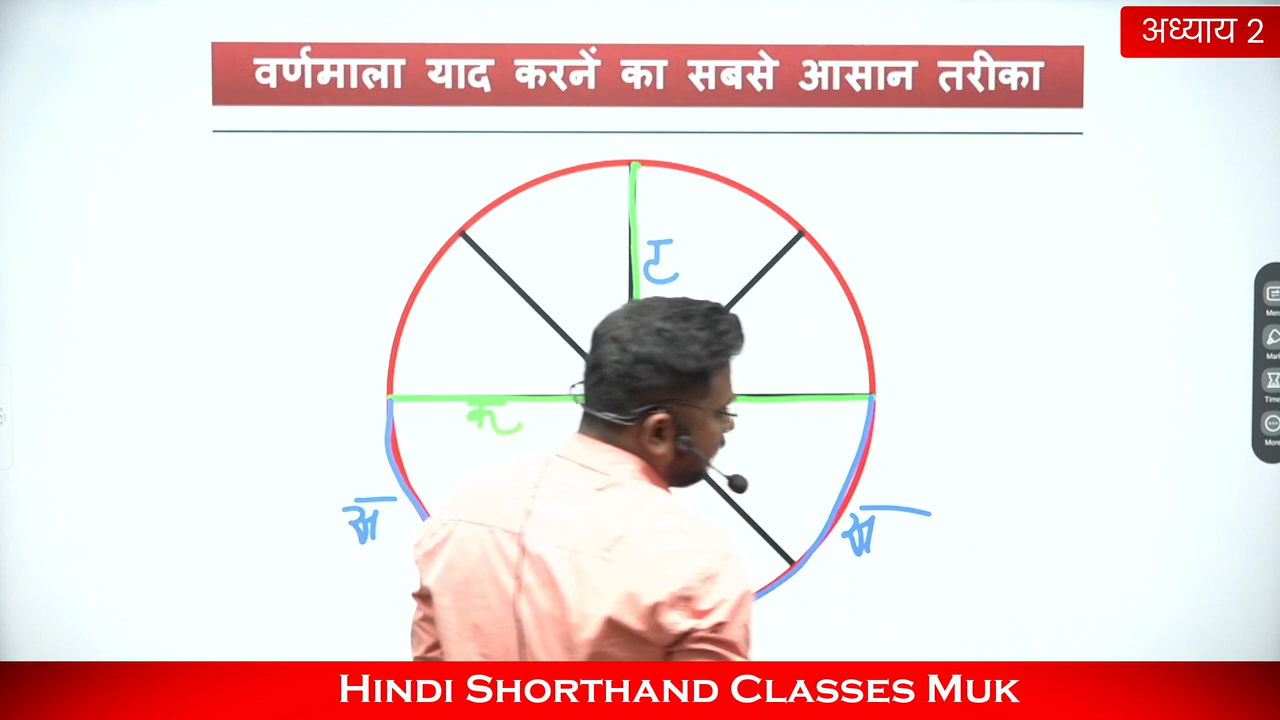 अध्याय 2
वर्णमाला याद करनें का सबसे आसान तरीका
ट
क
HINDI SHORTHAND CLASSES MUK